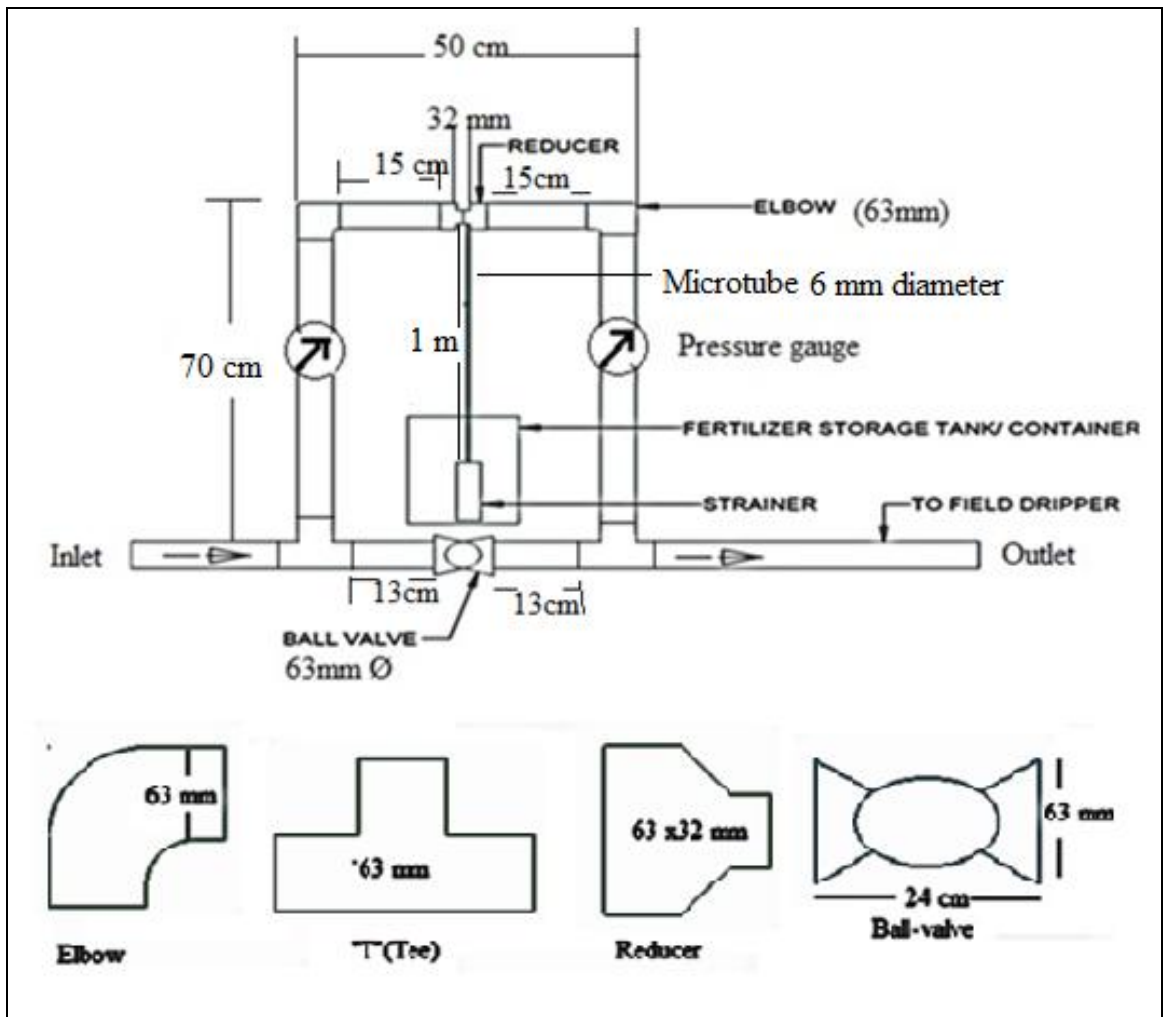 50 cm
32 mm
REDUCER
15 cm
15cm
ELBOW (63mm)
Microtube 6 mm diameter
1 m
70 cm
Pressure gauge
FERTILIZER STORAGE TANK/ CONTAINER
STRAINER
TO FIELD DRIPPER
Inlet
Outlet
13cm
13cm
BALL VALVE
63mm Ø
63 mm
"63 mm
63 x32 mm
63 mm
24 cm
Ball-valve
Elbow
"T"(Tee)
Reducer